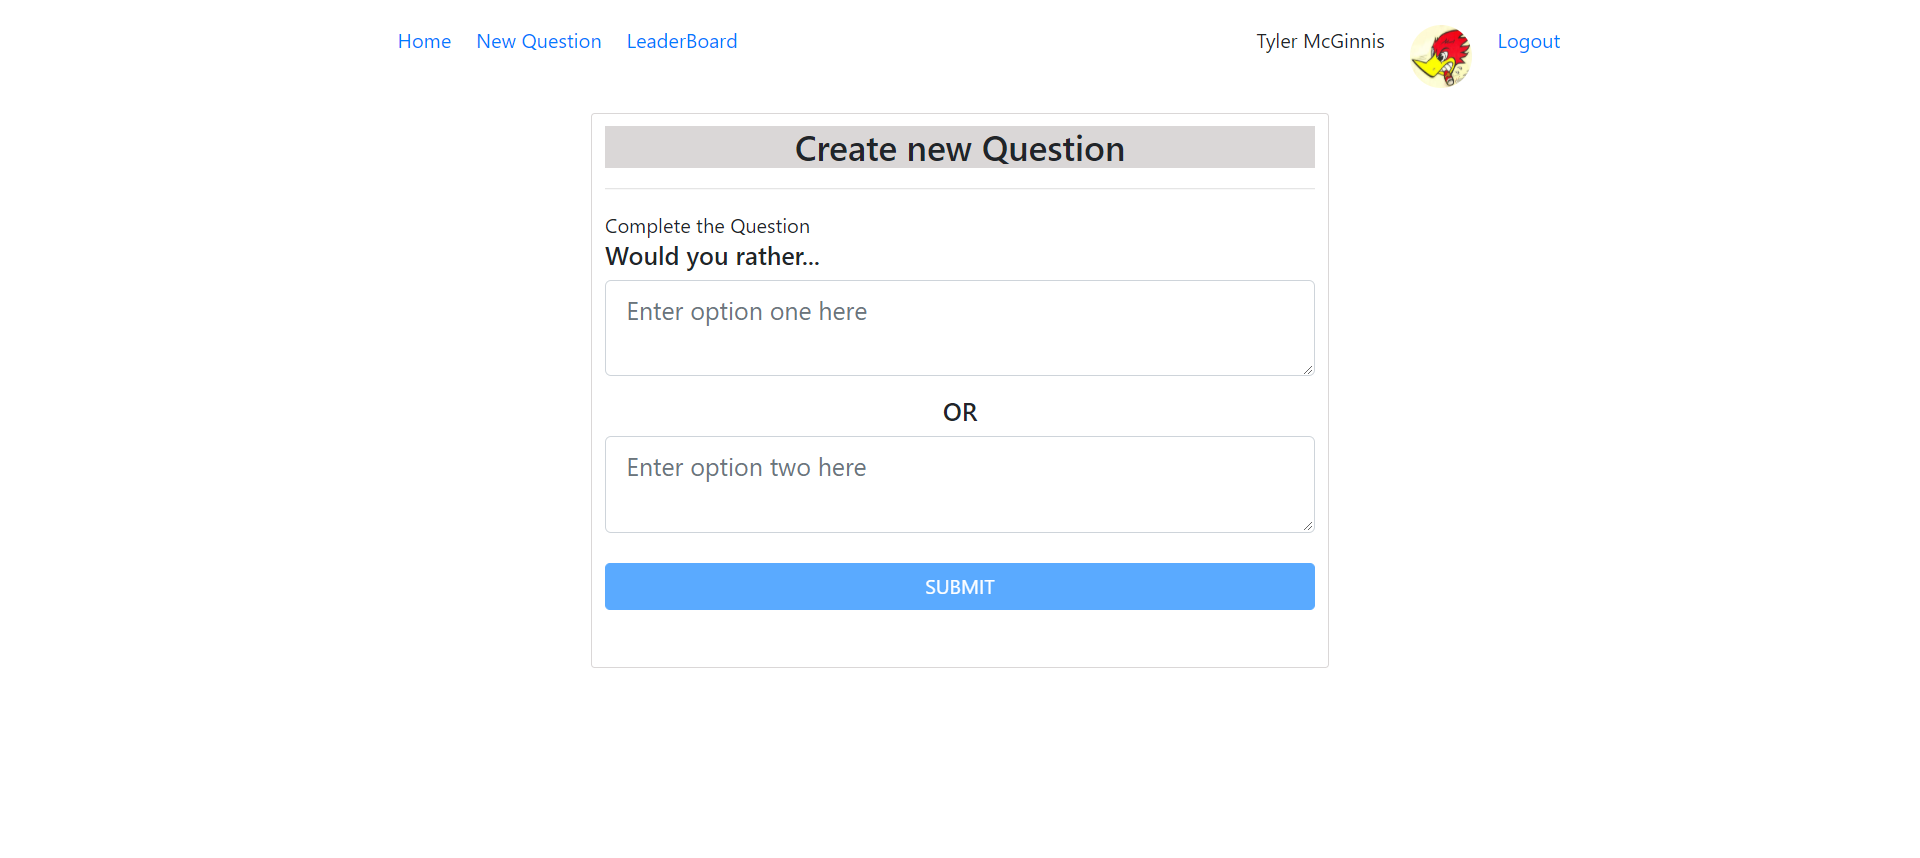 Home New Question LeaderBoard Tyler McGinnis Logout
Create new Question
Complete the Question
Would you rather...
Enter option one here
OR
Enter option two here
SUBMIT